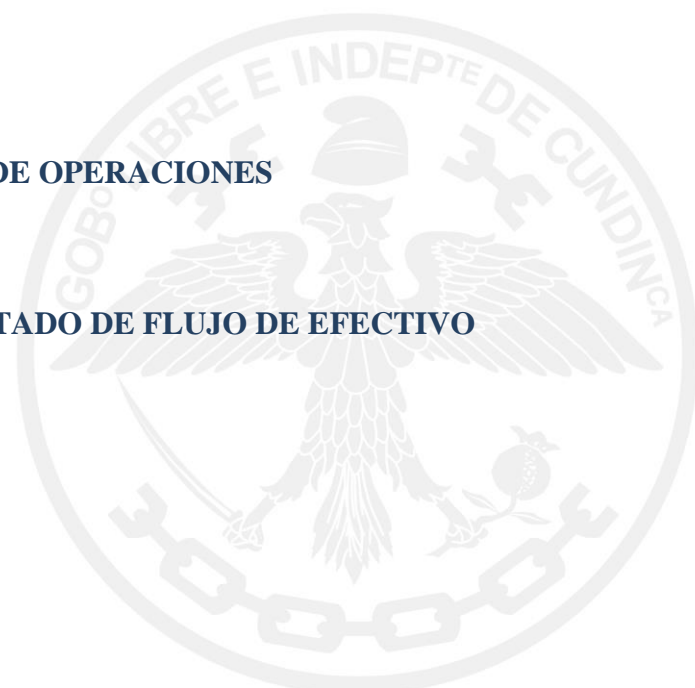 GOBº LIBRE E INDEPTE DE CUNDINCA
DE OPERACIONES
TADO DE FLUJO DE EFECTIVO